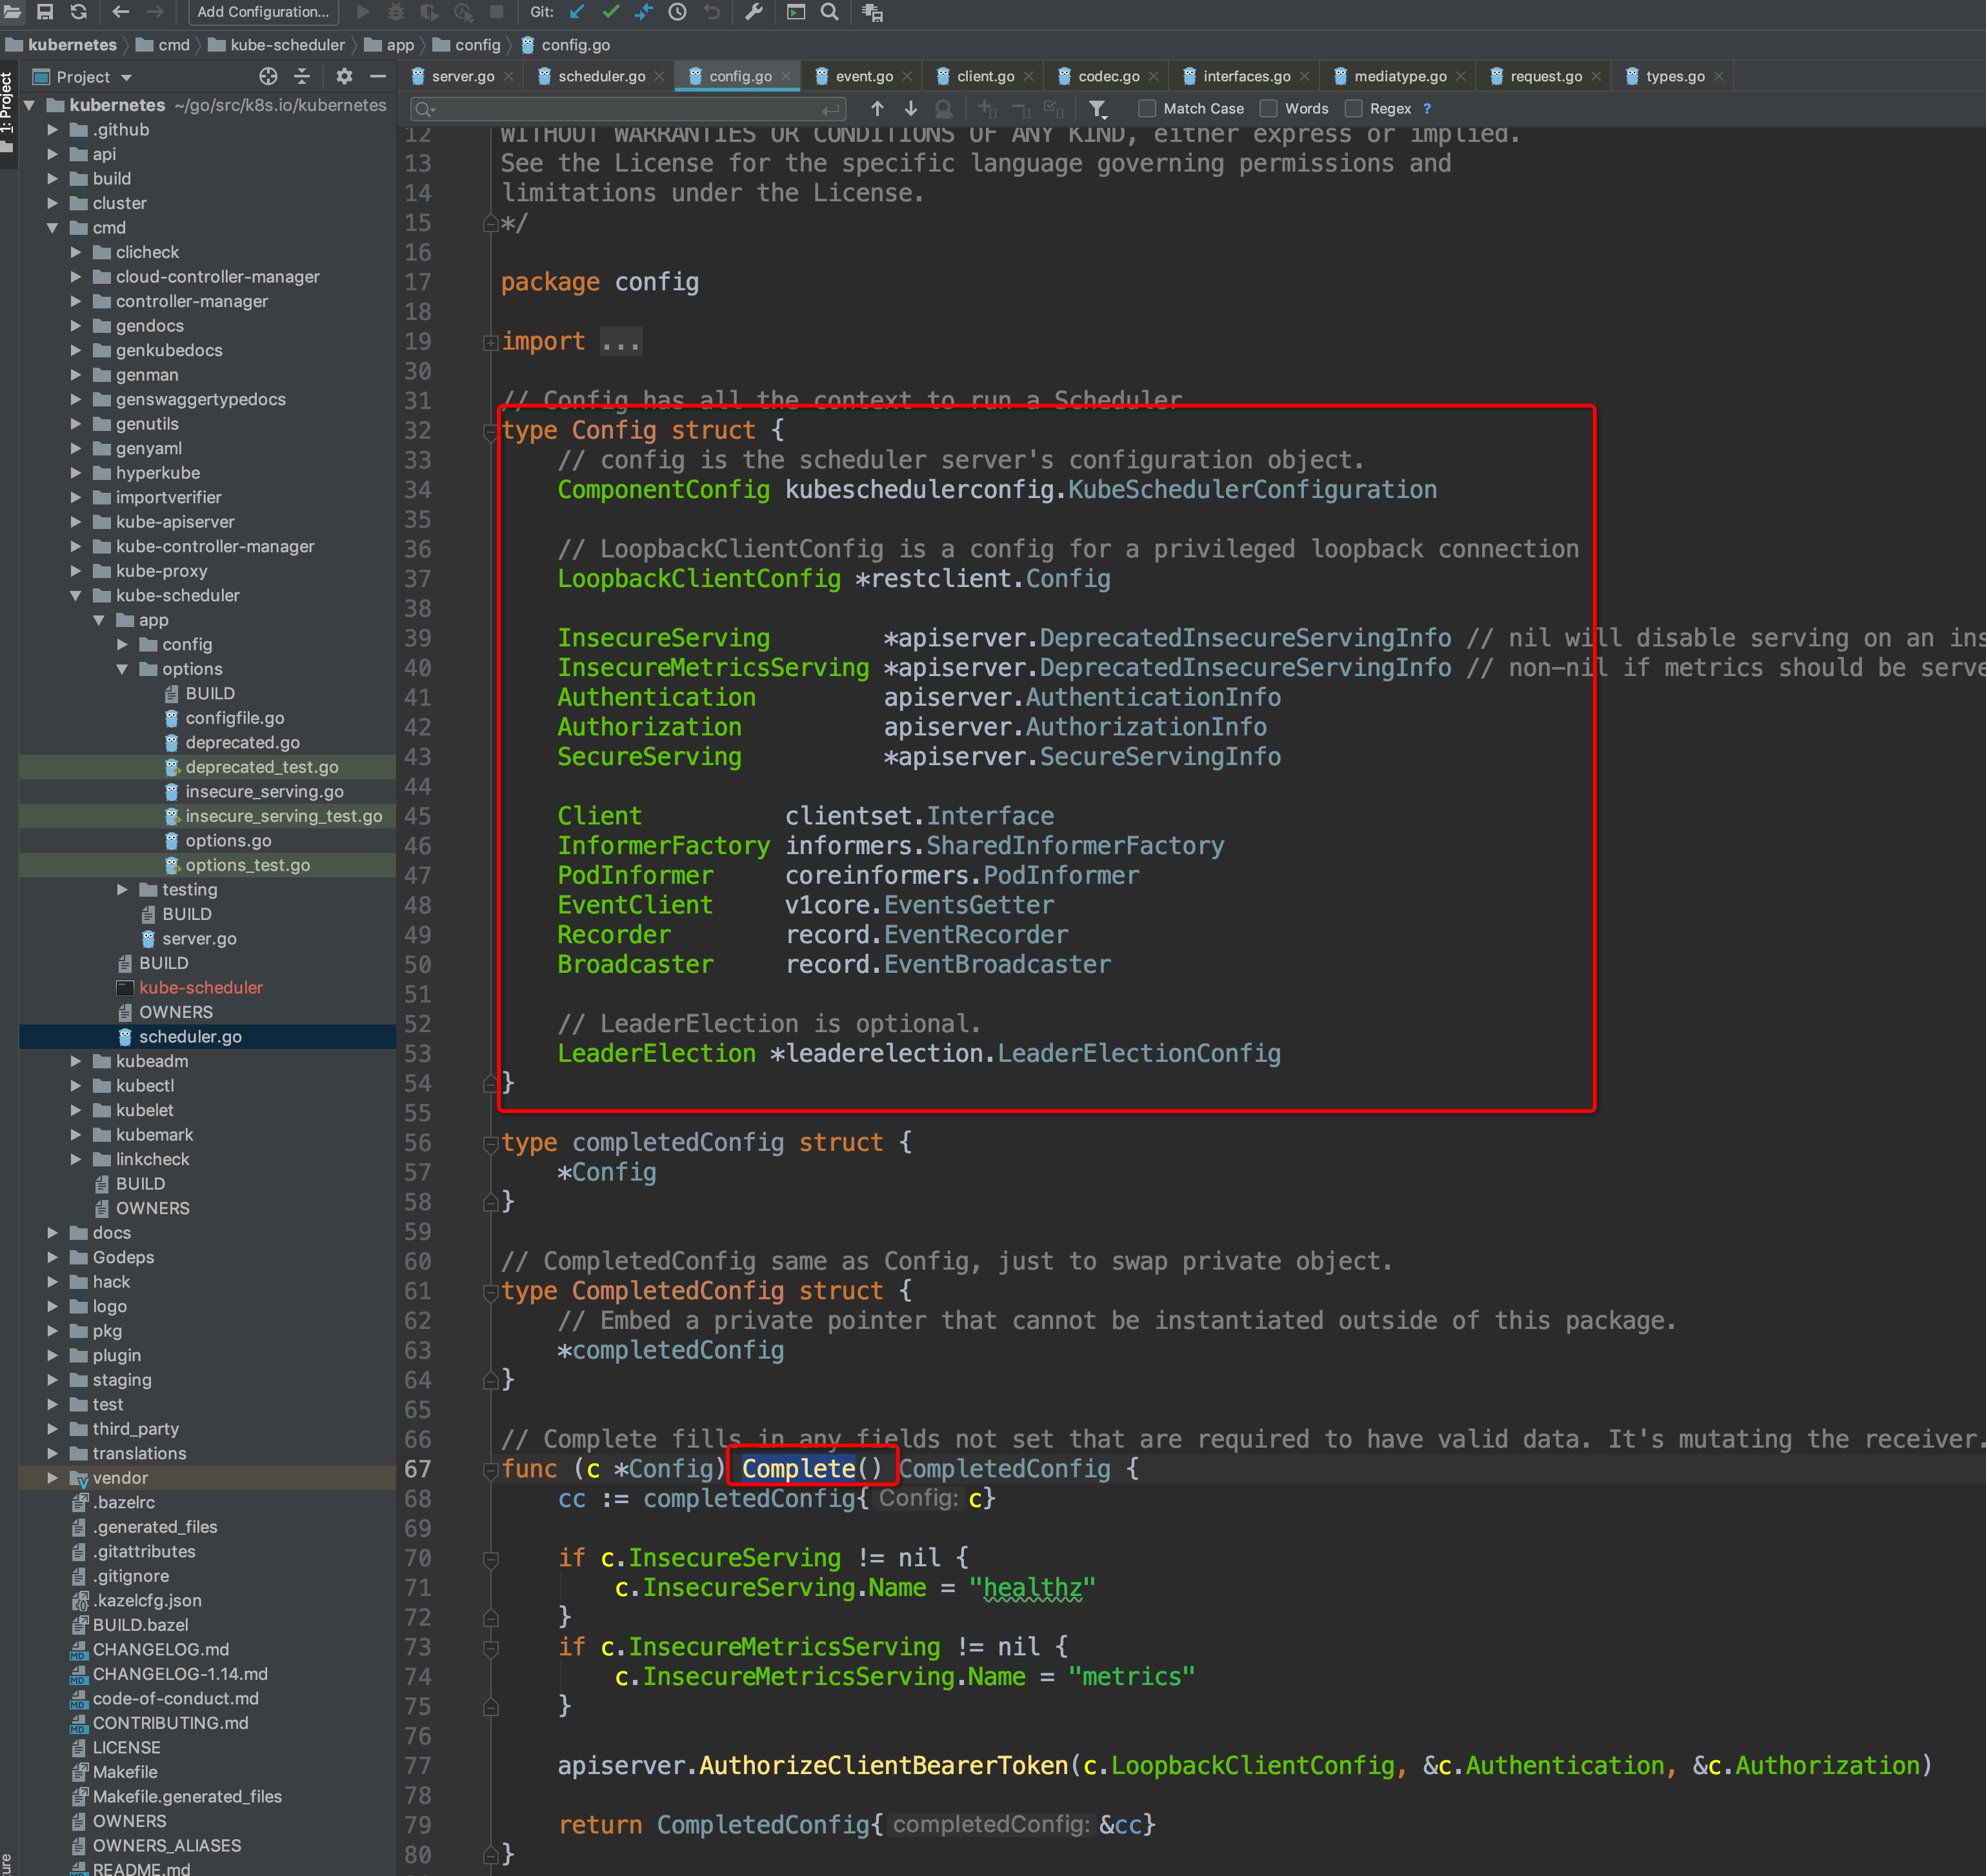 Add Configuration...
Git:
kubernetes cmd kube-scheduler app config config.go
1: Project
Project
server.go scheduler.go config.go event.go client.go codec.go interfaces.go mediatype.go request.go types.go
Match Case Words Regex ?
kubernetes ~/go/src/k8s.io/kubernetes
.github
api
build
cluster
cmd
clicheck
cloud-controller-manager
controller-manager
gendocs
genkubedocs
genman
genswaggertypedocs
genutils
genyaml
hyperkube
importverifier
kube-apiserver
kube-controller-manager
kube-proxy
kube-scheduler
app
config
options
BUILD
configfile.go
deprecated.go
deprecated_test.go
insecure_serving.go
insecure_serving_test.go
options.go
options_test.go
testing
BUILD
server.go
BUILD
kube-scheduler
OWNERS
scheduler.go
kubeadm
kubectl
kubelet
kubemark
linkcheck
BUILD
OWNERS
docs
Godeps
hack
logo
pkg
plugin
staging
test
third_party
translations
vendor
.bazelrc
.generated_files
.gitattributes
.gitignore
.kazelcfg.json
BUILD.bazel
CHANGELOG.md
CHANGELOG-1.14.md
code-of-conduct.md
CONTRIBUTING.md
LICENSE
Makefile
Makefile.generated_files
OWNERS
OWNERS_ALIASES
README.md
12 WITHOUT WARRANTIES OR CONDITIONS OF ANY KIND, either express or implied.
13 See the License for the specific language governing permissions and
14 limitations under the License.
15 */
16
17 package config
18
19 import ...
30
31 // Config has all the context to run a Scheduler
32 type Config struct {
33 // config is the scheduler server's configuration object.
34 ComponentConfig kubeschedulerconfig.KubeSchedulerConfiguration
35
36 // LoopbackClientConfig is a config for a privileged loopback connection
37 LoopbackClientConfig *restclient.Config
38
39 InsecureServing *apiserver.DeprecatedInsecureServingInfo // nil will disable serving on an ins
40 InsecureMetricsServing *apiserver.DeprecatedInsecureServingInfo // non-nil if metrics should be serve
41 Authentication apiserver.AuthenticationInfo
42 Authorization apiserver.AuthorizationInfo
43 SecureServing *apiserver.SecureServingInfo
44
45 Client clientset.Interface
46 InformerFactory informers.SharedInformerFactory
47 PodInformer coreinformers.PodInformer
48 EventClient v1core.EventsGetter
49 Recorder record.EventRecorder
50 Broadcaster record.EventBroadcaster
51
52 // LeaderElection is optional.
53 LeaderElection *leaderelection.LeaderElectionConfig
54 }
55
56 type completedConfig struct {
57 *Config
58 }
59
60 // CompletedConfig same as Config, just to swap private object.
61 type CompletedConfig struct {
62 // Embed a private pointer that cannot be instantiated outside of this package.
63 *completedConfig
64 }
65
66 // Complete fills in any fields not set that are required to have valid data. It's mutating the receiver.
67 func (c *Config) Complete() CompletedConfig {
68 cc := completedConfig{ Config: c}
69
70 if c.InsecureServing != nil {
71 c.InsecureServing.Name = "healthz"
72 }
73 if c.InsecureMetricsServing != nil {
74 c.InsecureMetricsServing.Name = "metrics"
75 }
76
77 apiserver.AuthorizeClientBearerToken(c.LoopbackClientConfig, &c.Authentication, &c.Authorization)
78
79 return CompletedConfig{ completedConfig: &cc}
80 }